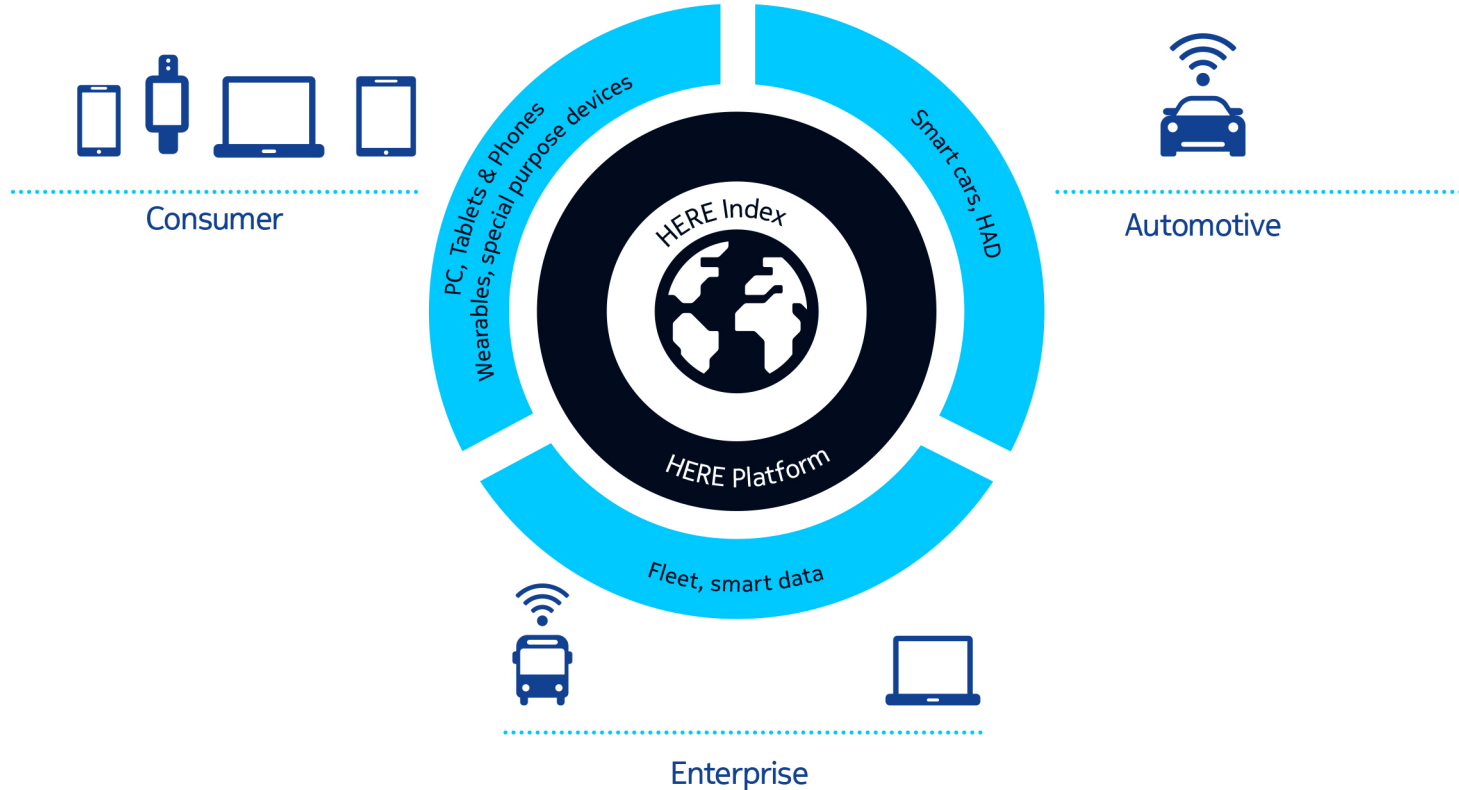 PC, Tablets & Phones
Wearables, special purpose devices
Smart cars, HAD
Consumer
Automotive
HERE Index
HERE Platform
Fleet, smart data
Enterprise